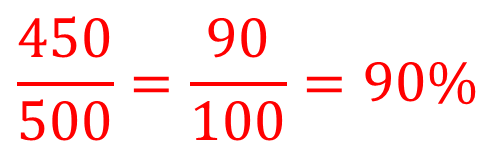 450/500 = 90/100 = 90%